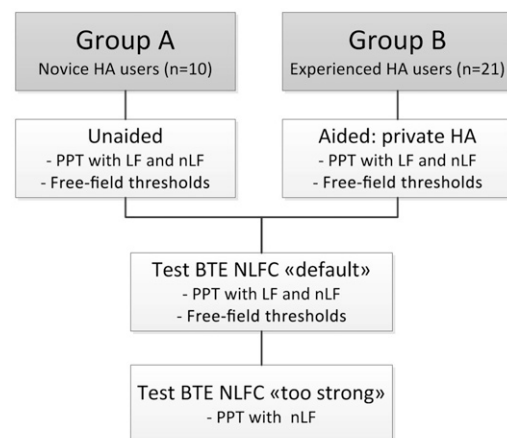 Group A
Novice HA users (n=10)
Group B
Experienced HA users (n=21)
Unaided
- PPT with LF and nLF
- Free-field thresholds
Aided: private HA
- PPT with LF and nLF
- Free-field thresholds
Test BTE NLFC «default»
- PPT with LF and nLF
- Free-field thresholds
Test BTE NLFC «too strong»
- PPT with nLF